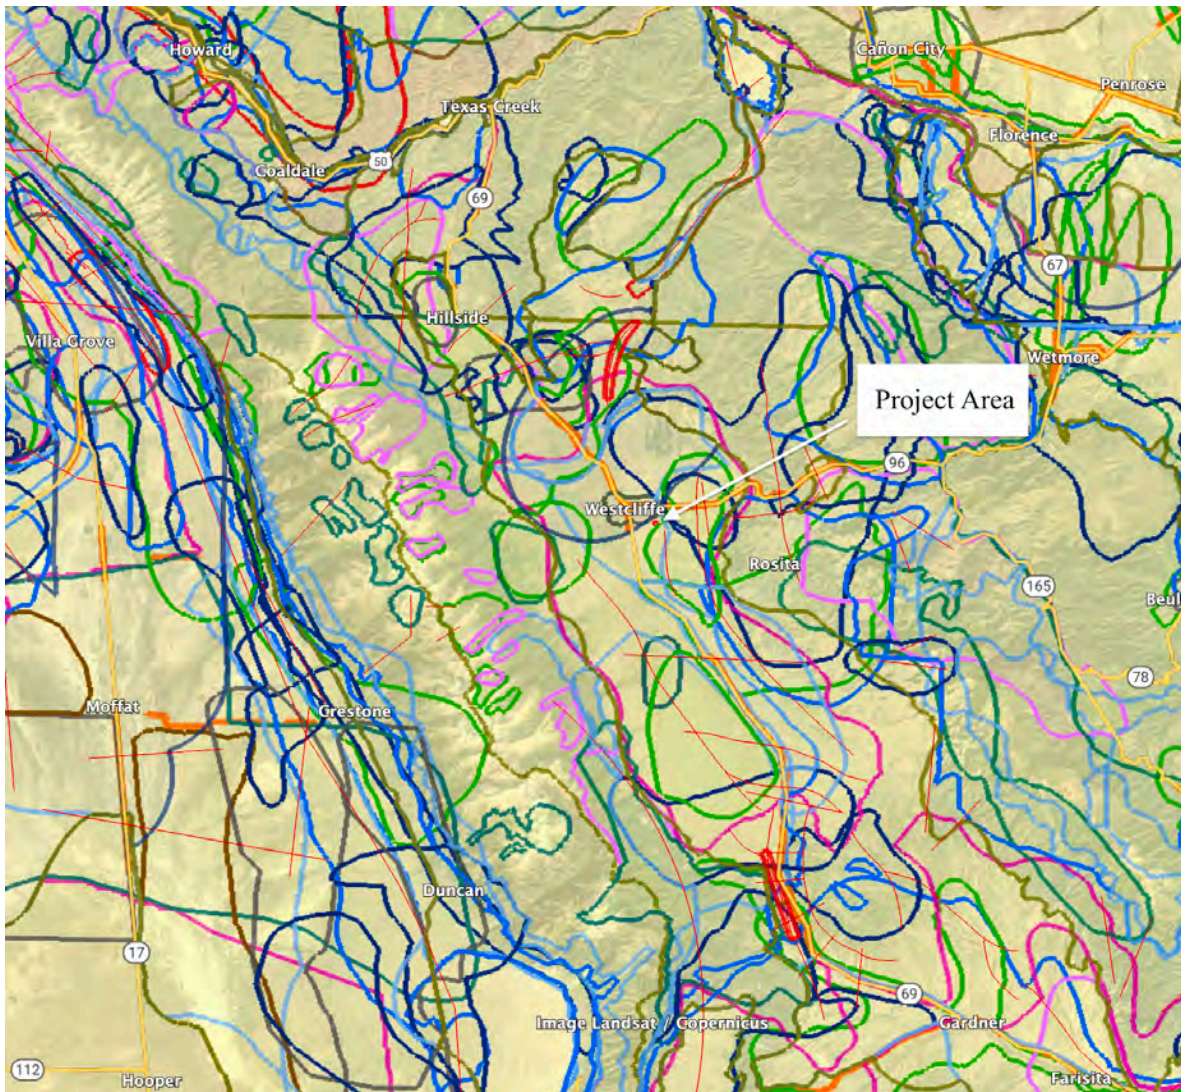 Howard
Cañon City
Penrose
Texas Creek
Florence
50
Coaldale
69
67
Hillside
Villa Grove
Wetmore
Project Area
96
Westcliffe
Rosita
165
Beul
78
Moffat
Crestone
Duncan
17
69
Image Landsat / Copernicus
Gardner
112
Hooper
Farisita